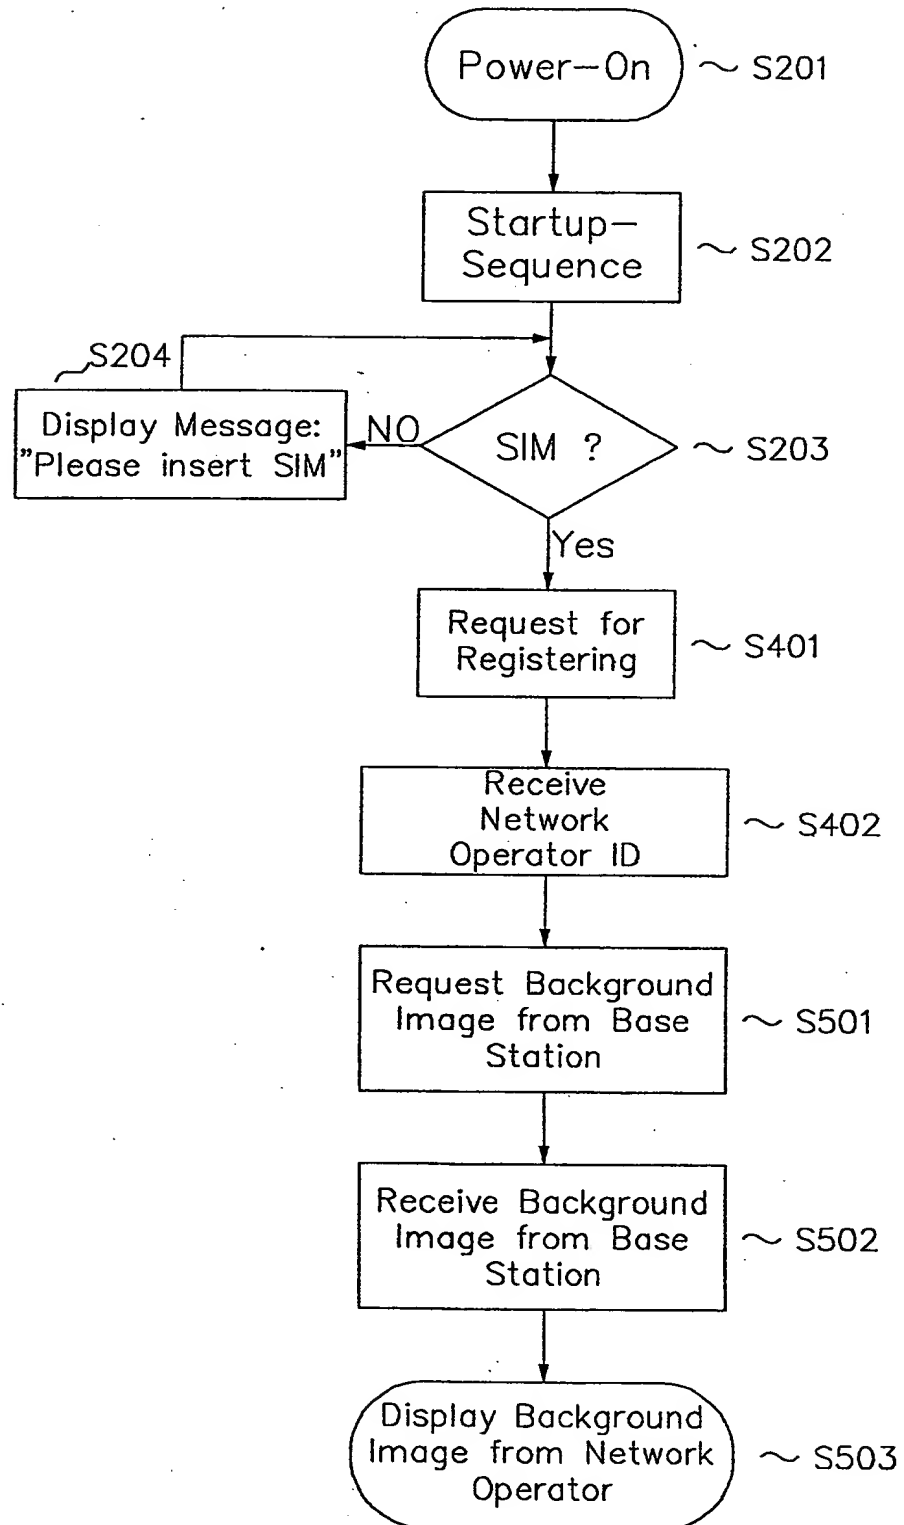 Power-On
S201
Startup-
Sequence
S202
S204
Display Message:
"Please insert SIM"
NO
SIM ?
S203
Yes
Request for
Registering
S401
Receive
Network
Operator ID
S402
Request Background
Image from Base
Station
S501
Receive Background
Image from Base
Station
S502
Display Background
Image from Network
Operator
S503